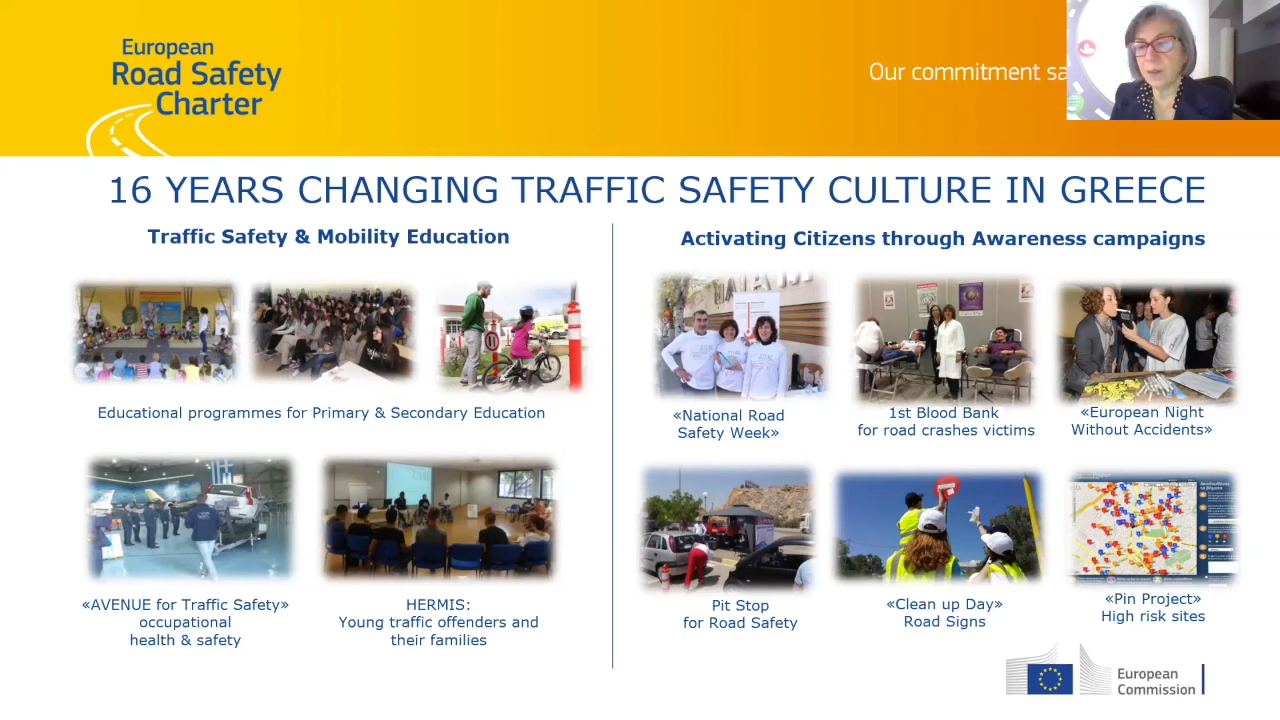 European
Road Safety
Charter
Our commitment sa
16 YEARS CHANGING TRAFFIC SAFETY CULTURE IN GREECE
Traffic Safety & Mobility Education
Activating Citizens through Awareness campaigns
Educational programmes for Primary & Secondary Education
«National Road
Safety Week»
1st Blood Bank
for road crashes victims
«European Night
Without Accidents»
«AVENUE for Traffic Safety»
occupational
health & safety
HERMIS:
Young traffic offenders and
their families
Pit Stop
for Road Safety
«Clean up Day»
Road Signs
«Pin Project»
High risk sites
European
Commission